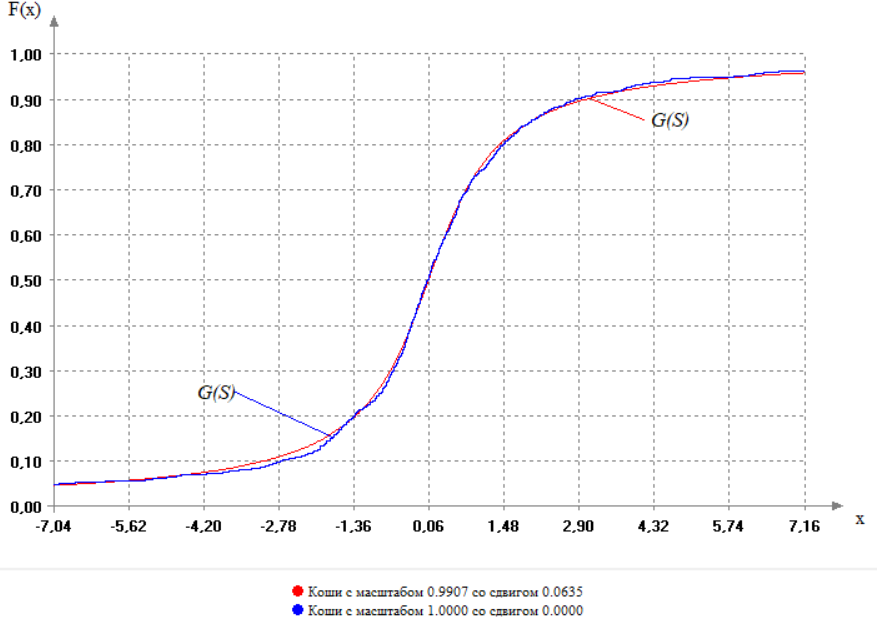 F(x)
1,00
0,90
0,80
0,70
0,60
0,50
0,40
0,30
0,20
0,10
0,00
G(S)
G(S)
-7,04 -5,62 -4,20 -2,78 -1,36 0,06 1,48 2,90 4,32 5,74 7,16
x
Коши с масштабом 0.9907 со сдвигом 0.0635
Коши с масштабом 1.0000 со сдвигом 0.0000